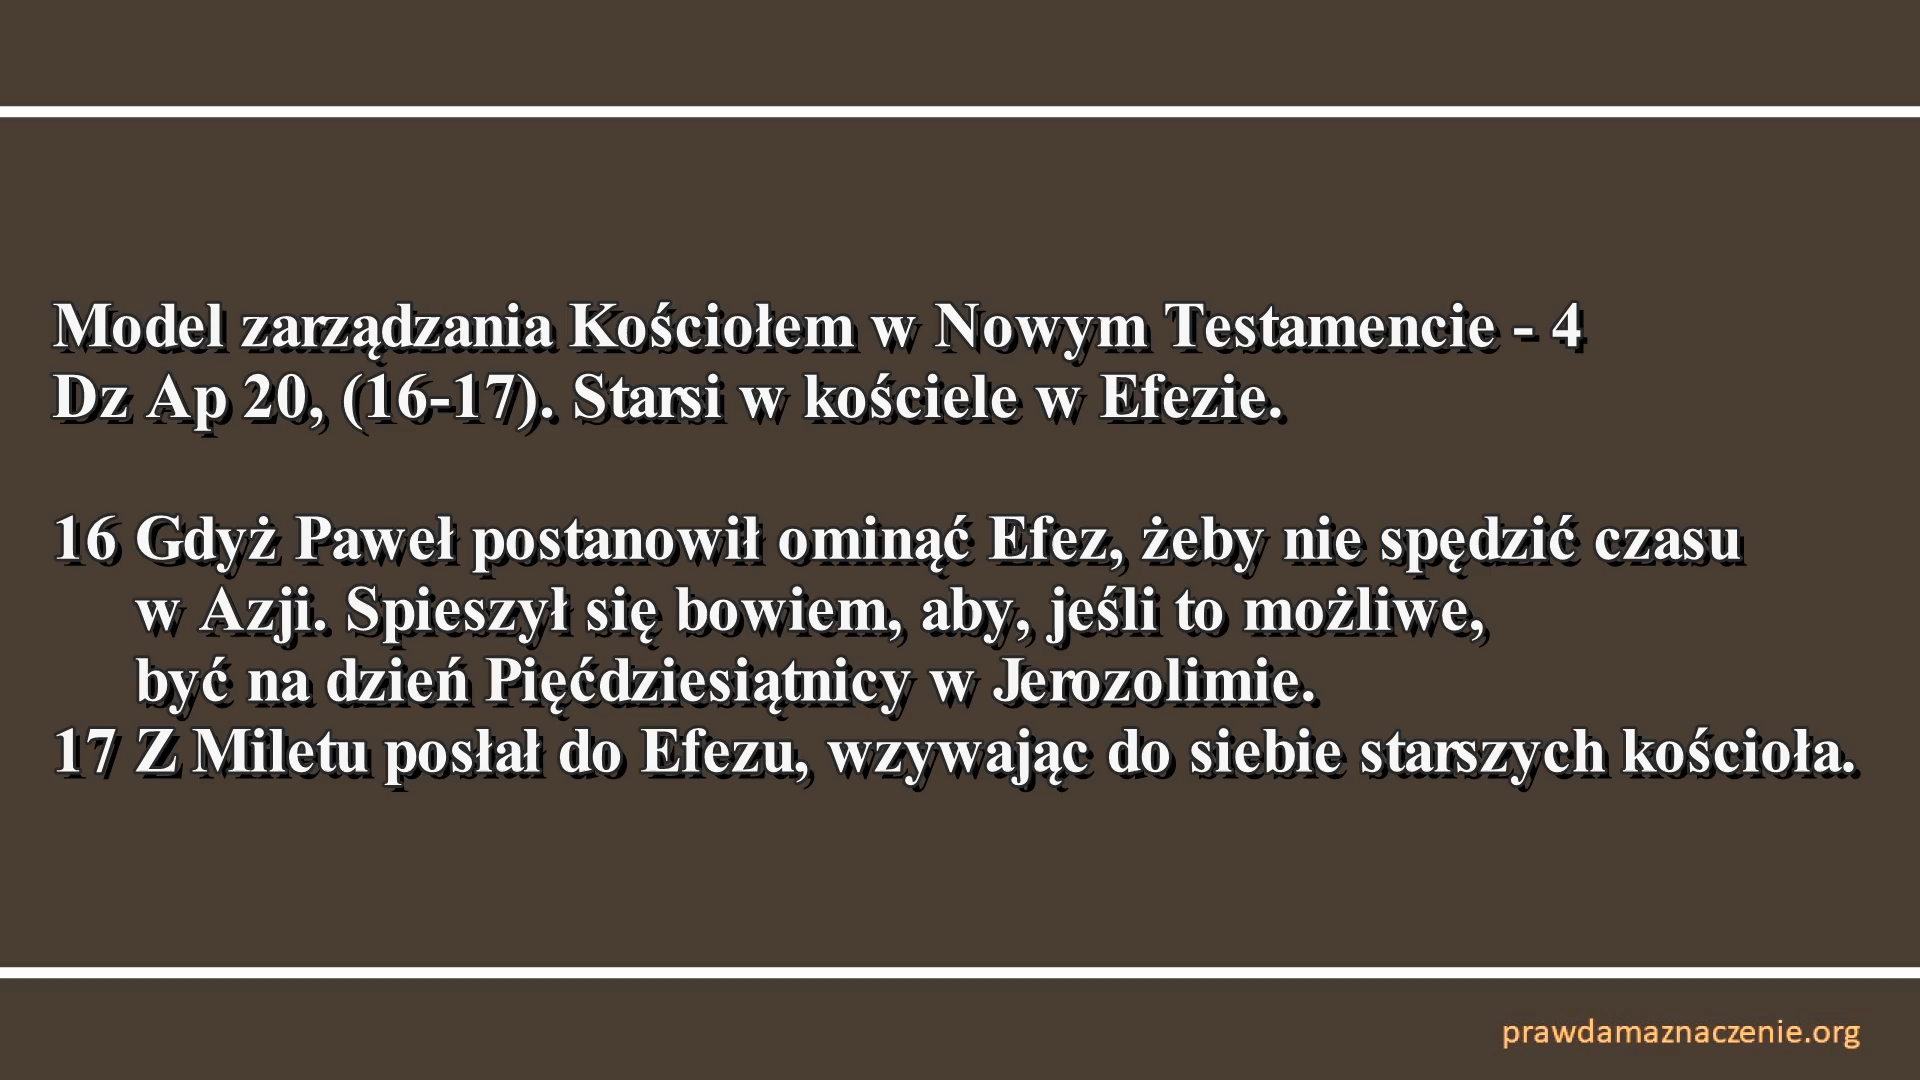 Model zarządzania Kościołem w Nowym Testamencie - 4
Dz Ap 20, (16-17). Starsi w kościele w Efezie.
16 Gdyż Paweł postanowił ominąć Efez, żeby nie spędzić czasu
w Azji. Spieszył się bowiem, aby, jeśli to możliwe,
być na dzień Pięćdziesiątnicy w Jerozolimie.
17 Z Miletu posłał do Efezu, wzywając do siebie starszych kościoła.
prawdamaznaczenie.org